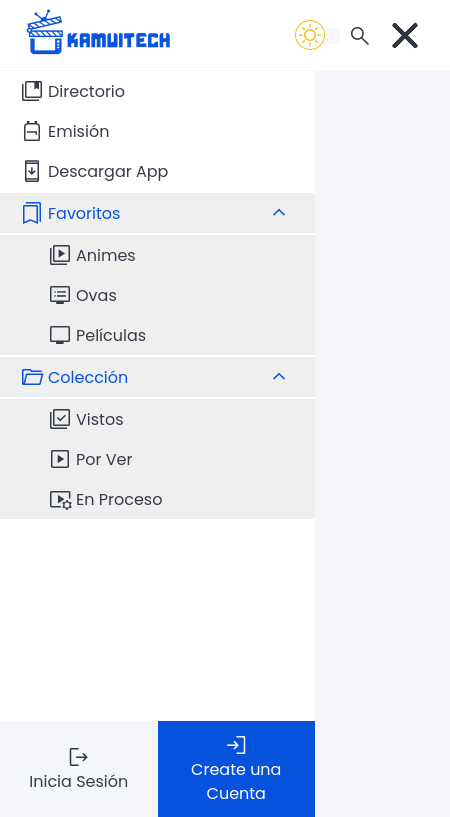 KAMUITECH
Directorio
Emisión
Descargar App
Favoritos
Animes
Ovas
Películas
Colección
Vistos
Por Ver
En Proceso
Inicia Sesión
Create una
Cuenta